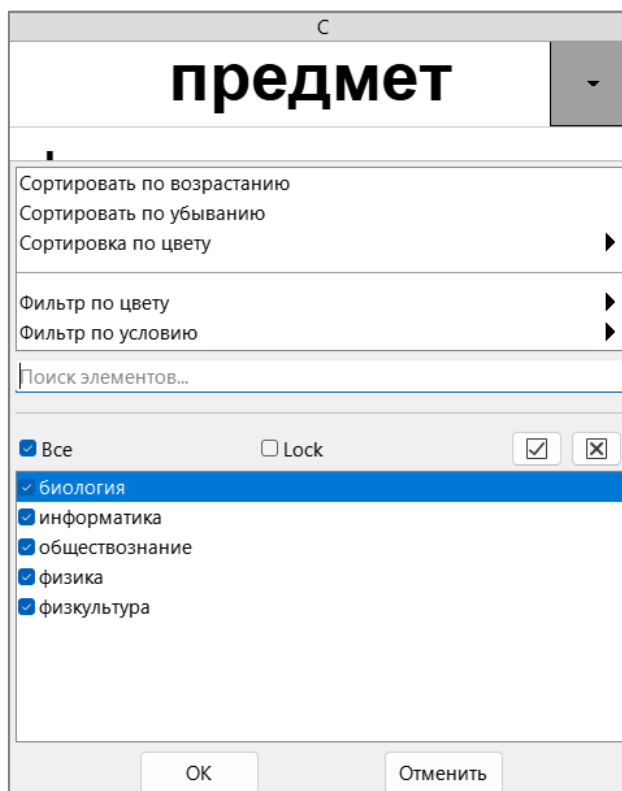 C
предмет
Сортировать по возрастанию
Сортировать по убыванию
Сортировка по цвету
Фильтр по цвету
Фильтр по условию
Поиск элементов...
Все Lock
биология
информатика
обществознание
физика
физкультура
ОК Отменить